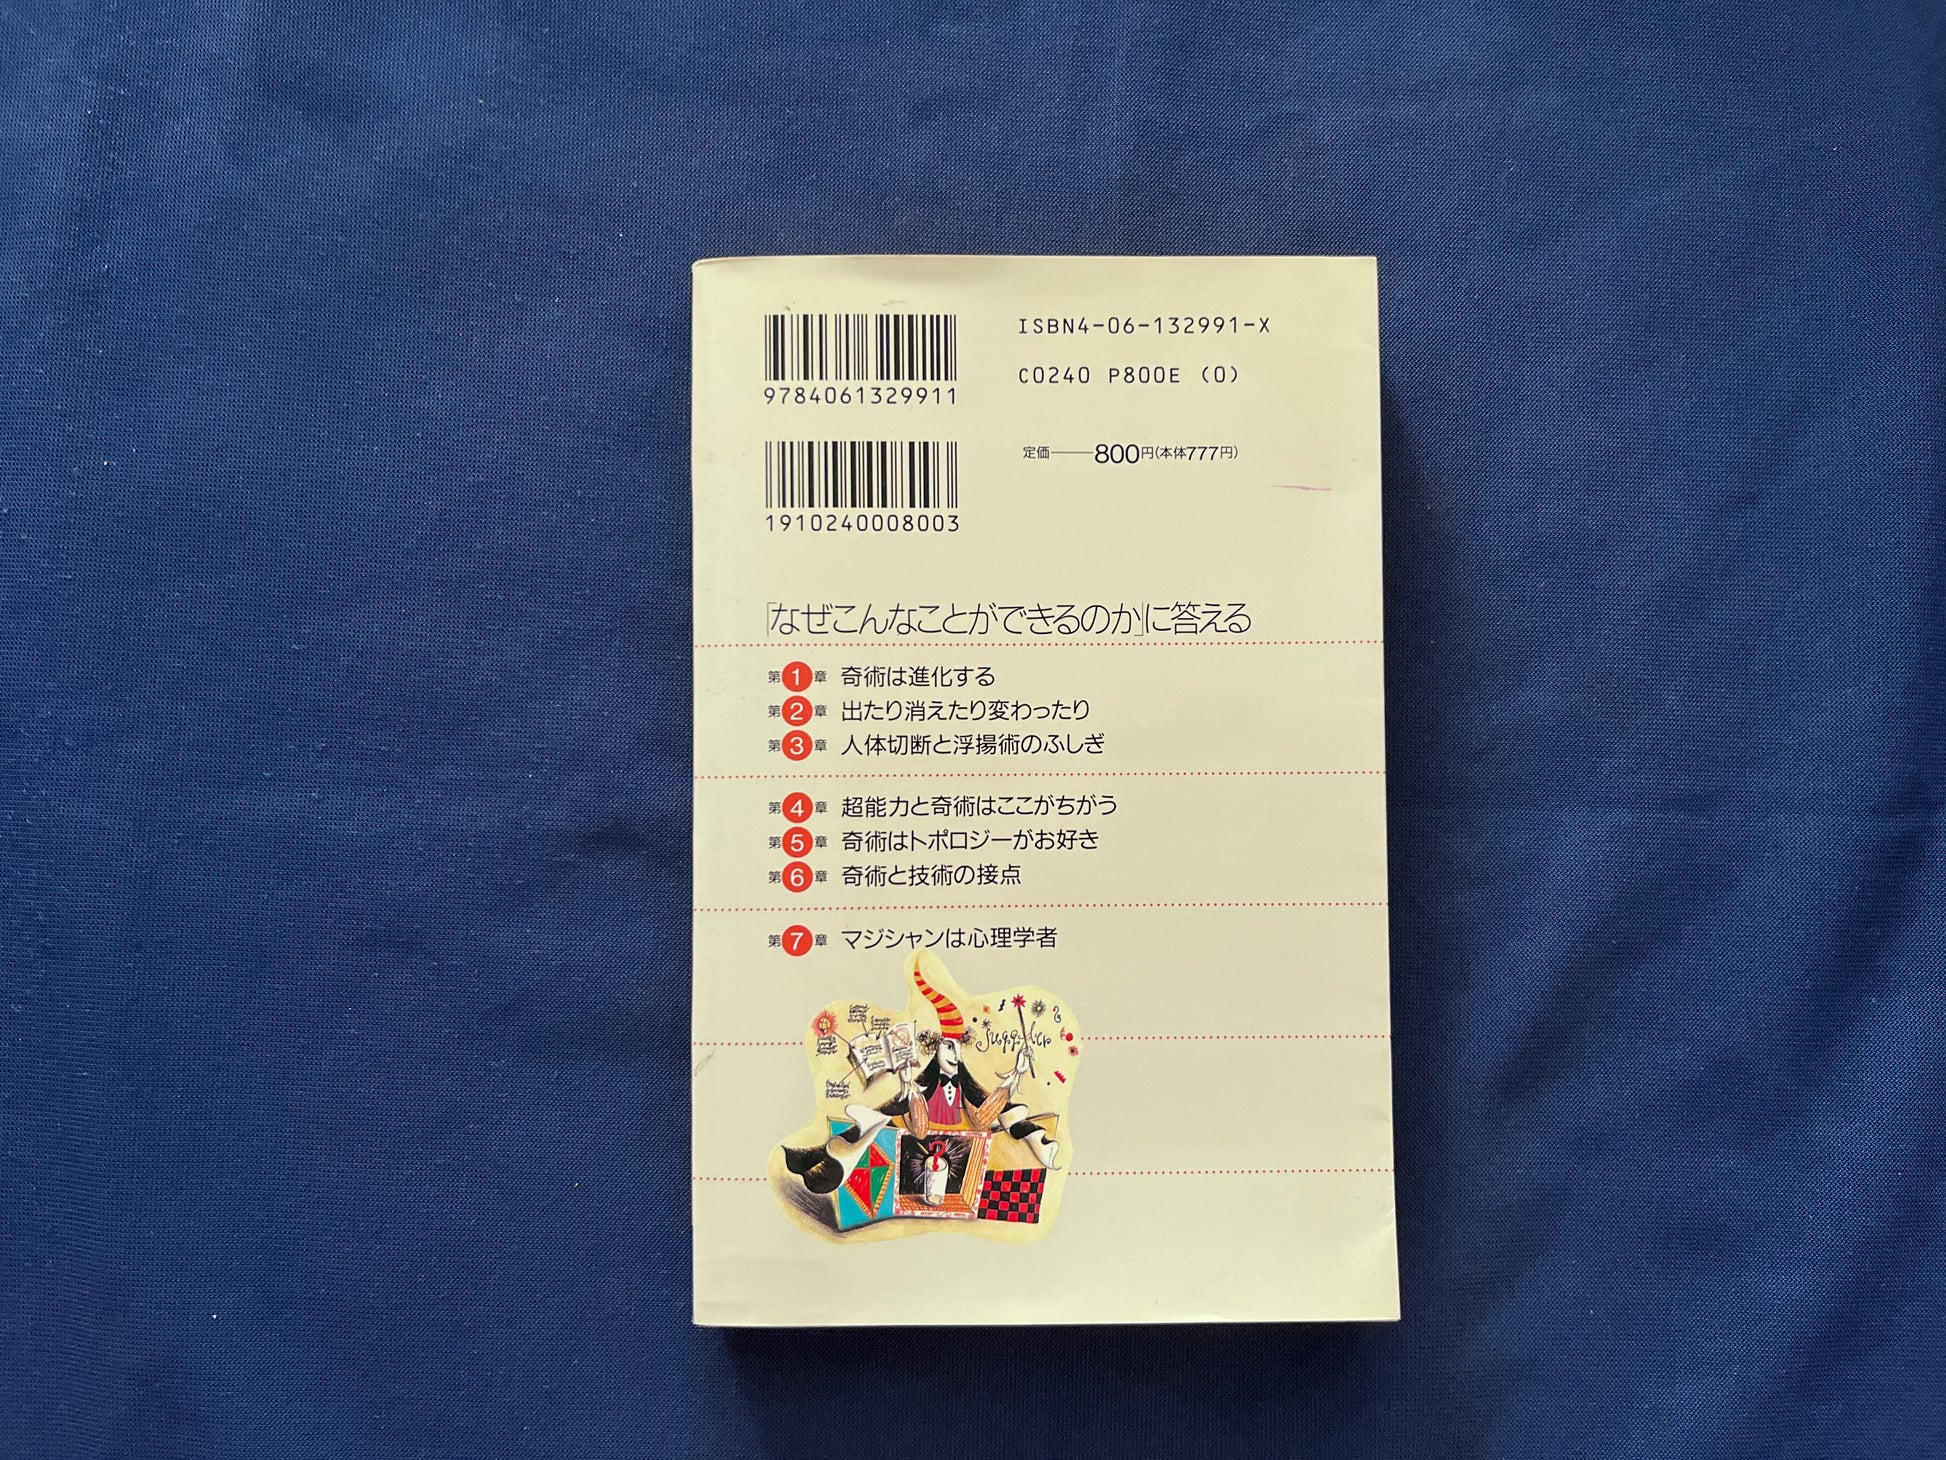 ISBN4-06-132991-X
C0240 P800E (0)
9784061329911
定価――800円(本体777円)
1910240008003
「なぜこんなことができるのか」に答える
第1章 奇術は進化する
第2章 出たり消えたり変わったり
第3章 人体切断と浮揚術のふしぎ
第4章 超能力と奇術はここがちがう
第5章 奇術はトポロジーがお好き
第6章 奇術と技術の接点
第7章 マジシャンは心理学者